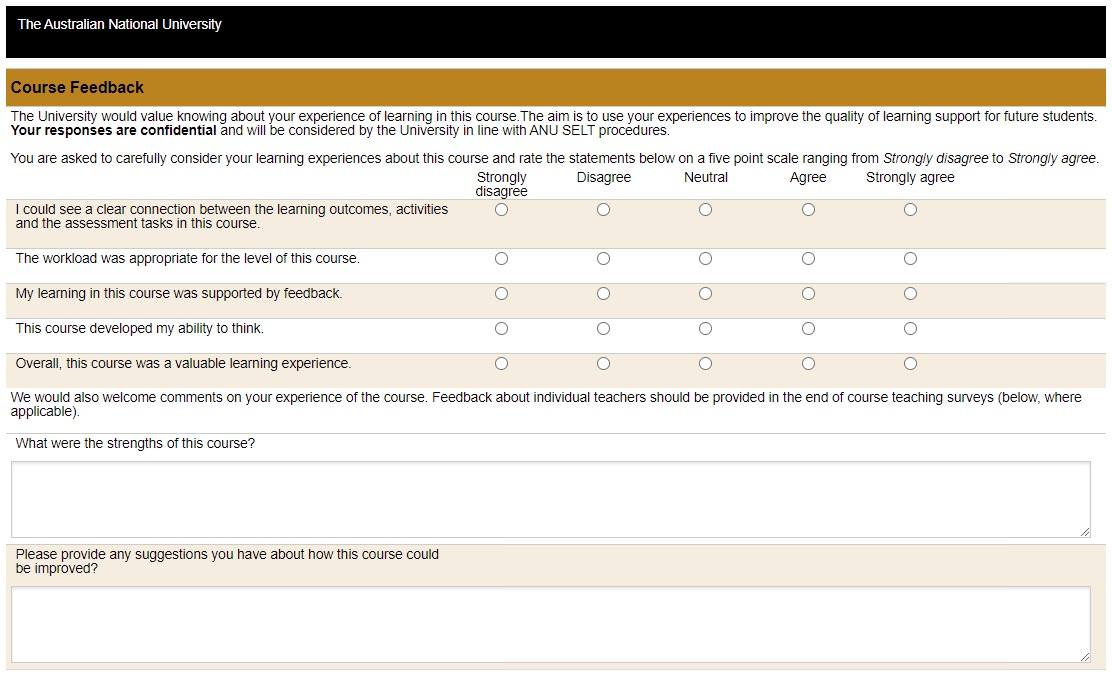 The Australian National University
Course Feedback
The University would value knowing about your experience of learning in this course.The aim is to use your experiences to improve the quality of learning support for future students.
Your responses are confidential and will be considered by the University in line with ANU SELT procedures.
You are asked to carefully consider your learning experiences about this course and rate the statements below on a five point scale ranging from Strongly disagree to Strongly agree.
Strongly disagree Disagree Neutral Agree Strongly agree
I could see a clear connection between the learning outcomes, activities
and the assessment tasks in this course.
The workload was appropriate for the level of this course.
My learning in this course was supported by feedback.
This course developed my ability to think.
Overall, this course was a valuable learning experience.
We would also welcome comments on your experience of the course. Feedback about individual teachers should be provided in the end of course teaching surveys (below, where
applicable).
What were the strengths of this course?
Please provide any suggestions you have about how this course could
be improved?